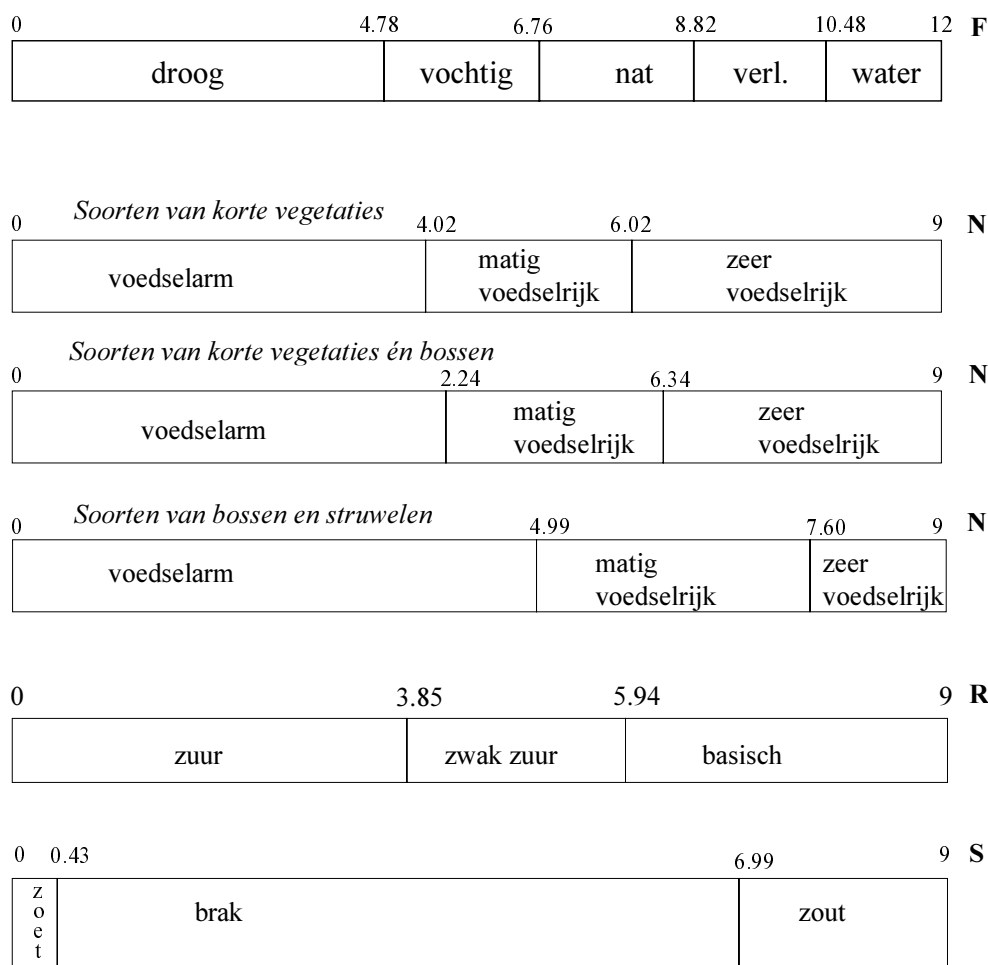 0 4.78 6.76 8.82 10.48 12 F
droog vochtig nat verl. water
Soorten van korte vegetaties
0 4.02 6.02 9 N
voedselarm matig voedselrijk zeer voedselrijk
Soorten van korte vegetaties én bossen
0 2.24 6.34 9 N
voedselarm matig voedselrijk zeer voedselrijk
Soorten van bossen en struwelen
0 4.99 7.60 9 N
voedselarm matig voedselrijk zeer voedselrijk
0 3.85 5.94 9 R
zuur zwak zuur basisch
0 0.43 6.99 9 S
zoet brak zout